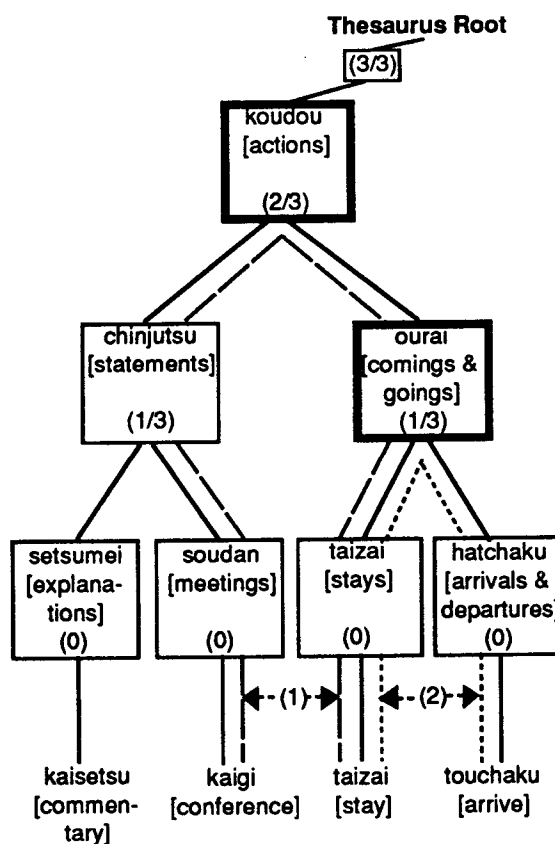 Thesaurus Root
(3/3)
koudou
[actions]
(2/3)
chinjutsu
[statements]
(1/3)
ourai
[comings &
goings]
(1/3)
setsumei
[explana-
tions]
(0)
soudan
[meetings]
(0)
taizai
[stays]
(0)
hatchaku
[arrivals &
departures]
(0)
(1)
(2)
kaisetsu
[commen-
tary]
kaigi
[conference]
taizai
[stay]
touchaku
[arrive]